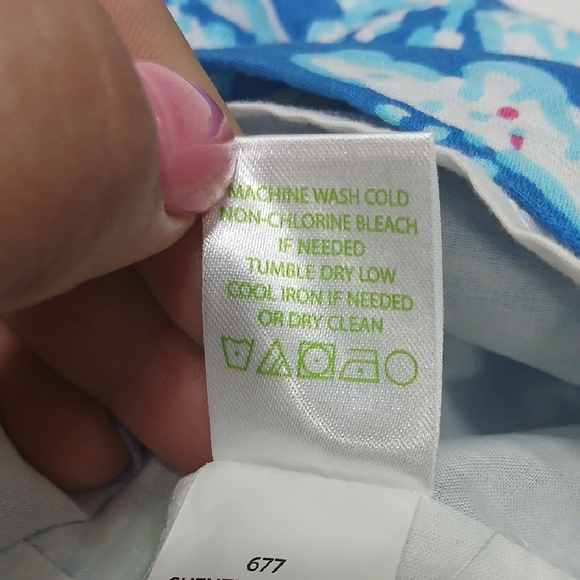 MACHINE WASH COLD
NON-CHLORINE BLEACH
IF NEEDED
TUMBLE DRY LOW
COOL IRON IF NEEDED
OR DRY CLEAN
677